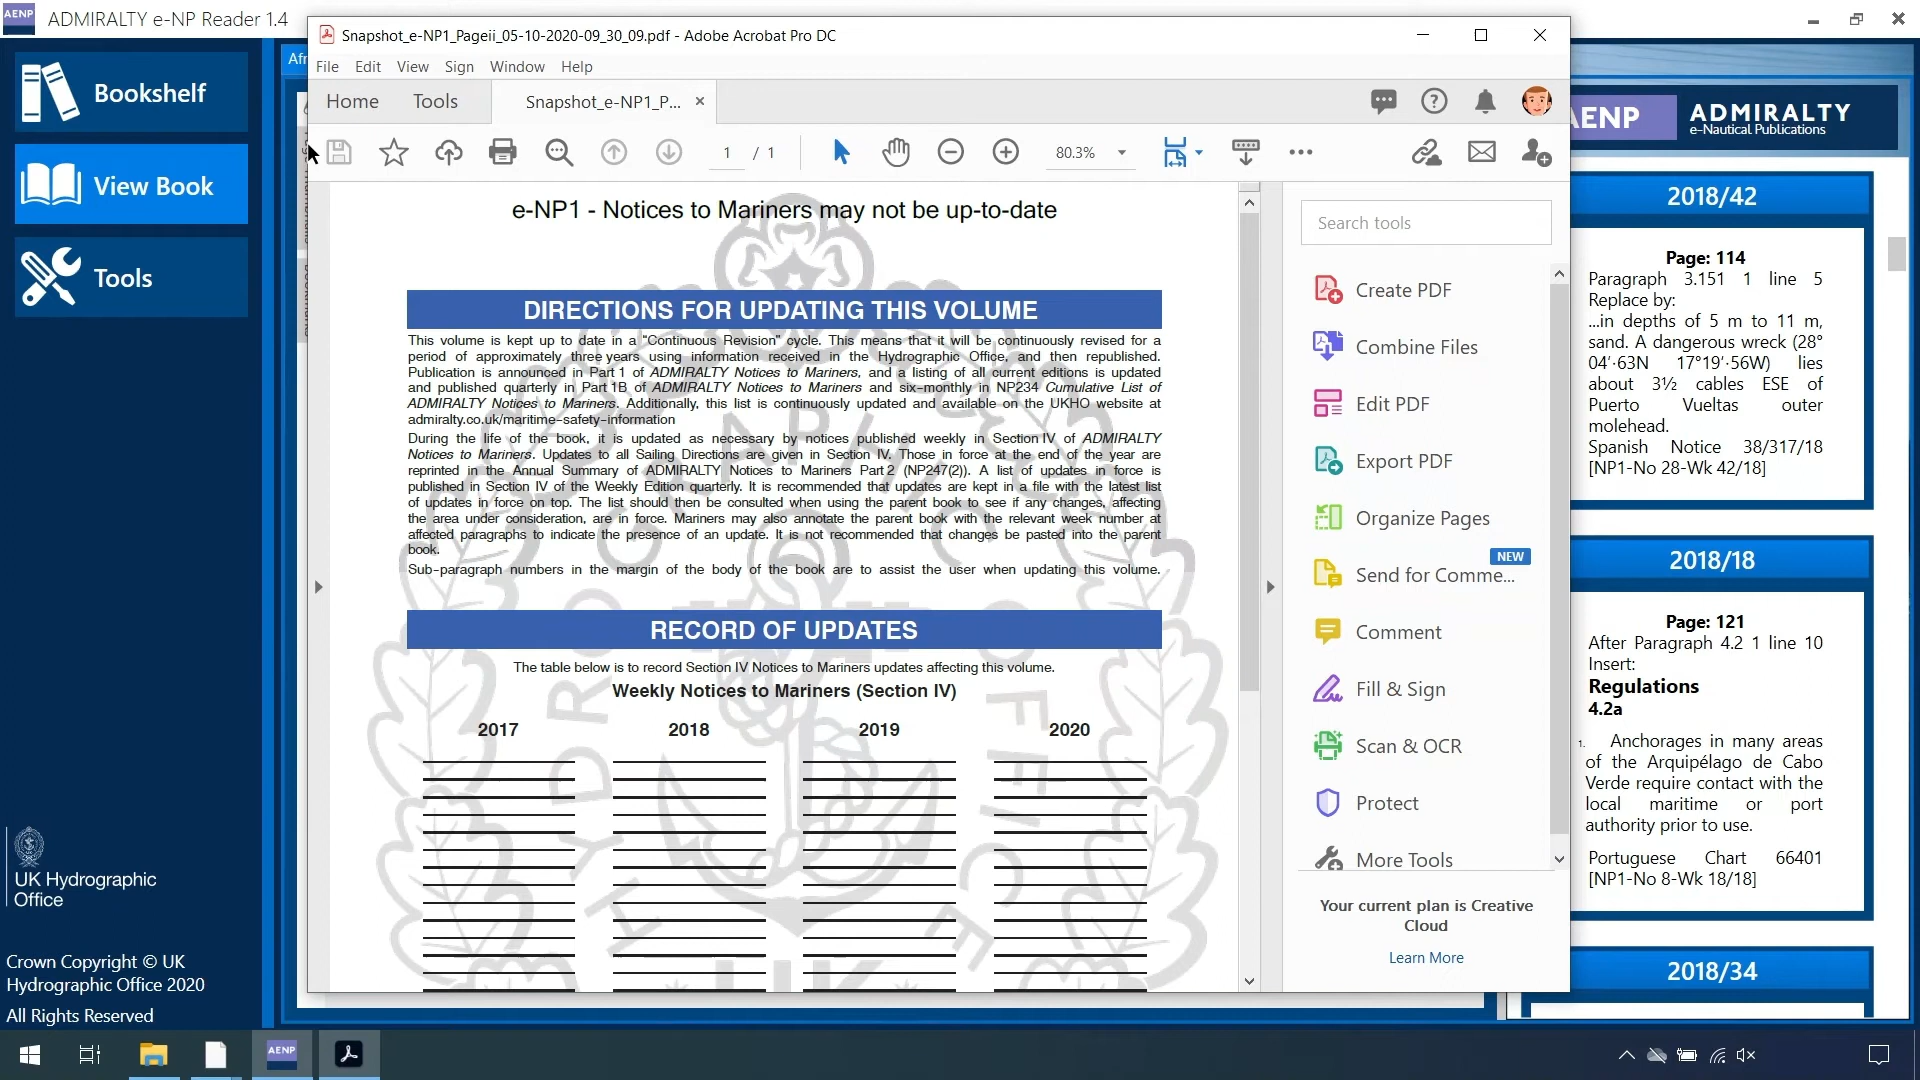 AENP ADMIRALTY e-NP Reader 1.4
Bookshelf
View Book
Tools
UK Hydrographic
Office
Crown Copyright © UK
Hydrographic Office 2020
All Rights Reserved
Snapshot_e-NP1_Pageii_05-10-2020-09_30_09.pdf - Adobe Acrobat Pro DC
File Edit View Sign Window Help
Home Tools Snapshot_e-NP1_P...
1 / 1 80.3%
e-NP1 - Notices to Mariners may not be up-to-date
DIRECTIONS FOR UPDATING THIS VOLUME
This volume is kept up to date in a "Continuous Revision" cycle. This means that it will be continuously revised for a
period of approximately three years using information received in the Hydrographic Office, and then republished.
Publication is announced in Part 1 of ADMIRALTY Notices to Mariners, and a listing of all current editions is updated
and published quarterly in Part 1B of ADMIRALTY Notices to Mariners and six-monthly in NP234 Cumulative List of
ADMIRALTY Notices to Mariners. Additionally, this list is continuously updated and available on the UKHO website at
admiralty.co.uk/maritime-safety-information
During the life of the book, it is updated as necessary by notices published weekly in Section IV of ADMIRALTY
Notices to Mariners. Updates to all Sailing Directions are given in Section IV. Those in force at the end of the year are
reprinted in the Annual Summary of ADMIRALTY Notices to Mariners Part 2 (NP247(2)). A list of updates in force is
published in Section IV of the Weekly Edition quarterly. It is recommended that updates are kept in a file with the latest list
of updates in force on top. The list should then be consulted when using the parent book to see if any changes, affecting
the area under consideration, are in force. Mariners may also annotate the parent book with the relevant week number at
affected paragraphs to indicate the presence of an update. It is not recommended that changes be pasted into the parent
book.
Sub-paragraph numbers in the margin of the body of the book are to assist the user when updating this volume.
RECORD OF UPDATES
The table below is to record Section IV Notices to Mariners updates affecting this volume.
Weekly Notices to Mariners (Section IV)
2017 2018 2019 2020
HYDROGRAPHIC OFFICE
UK
Search tools
Create PDF
Combine Files
Edit PDF
Export PDF
Organize Pages
NEW
Send for Comme...
Comment
Fill & Sign
Scan & OCR
Protect
More Tools
Your current plan is Creative
Cloud
Learn More
AENP ADMIRALTY
e-Nautical Publications
2018/42
Page: 114
Paragraph 3.151 1 line 5
Replace by:
...in depths of 5 m to 11 m,
sand. A dangerous wreck (28°
04'·63N 17°19'·56W) lies
about 3½ cables ESE of
Puerto Vueltas outer
molehead.
Spanish Notice 38/317/18
[NP1-No 28-Wk 42/18]
2018/18
Page: 121
After Paragraph 4.2 1 line 10
Insert:
Regulations
4.2a
1. Anchorages in many areas
of the Arquipélago de Cabo
Verde require contact with the
local maritime or port
authority prior to use.
Portuguese Chart 66401
[NP1-No 8-Wk 18/18]
2018/34
AENP